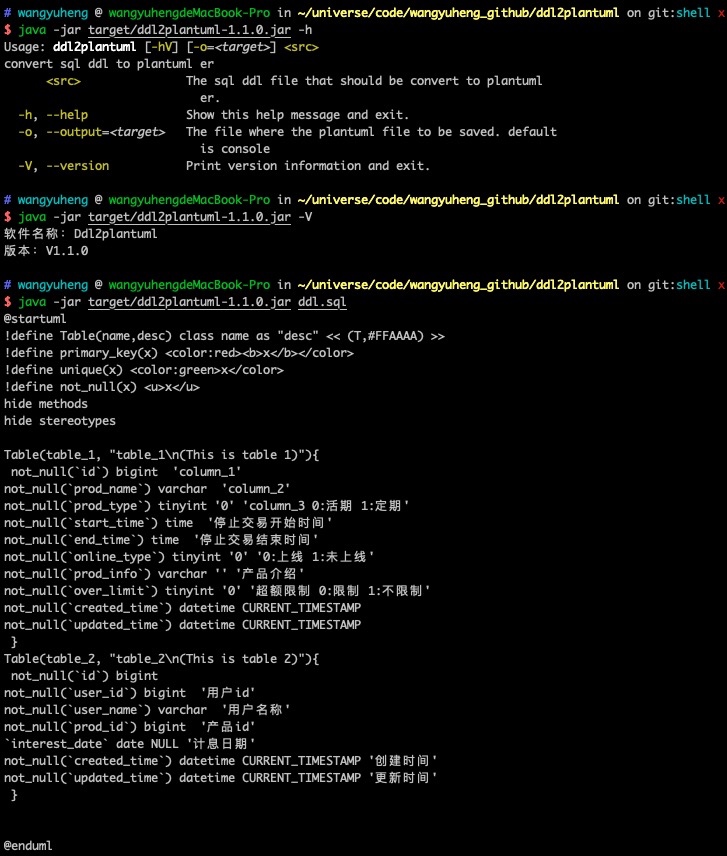 # wangyuheng @ wangyuhengdeMacBook-Pro in ~/universe/code/wangyuheng_github/ddl2plantuml on git:shell x
$ java -jar target/ddl2plantuml-1.1.0.jar -h
Usage: ddl2plantuml [-hV] [-o=<target>] <src>
convert sql ddl to plantuml er
<src> The sql ddl file that should be convert to plantuml
er.
-h, --help Show this help message and exit.
-o, --output=<target> The file where the plantuml file to be saved. default
is console
-V, --version Print version information and exit.
# wangyuheng @ wangyuhengdeMacBook-Pro in ~/universe/code/wangyuheng_github/ddl2plantuml on git:shell x
$ java -jar target/ddl2plantuml-1.1.0.jar -V
软件名称: Ddl2plantuml
版本: V1.1.0
# wangyuheng @ wangyuhengdeMacBook-Pro in ~/universe/code/wangyuheng_github/ddl2plantuml on git:shell x
$ java -jar target/ddl2plantuml-1.1.0.jar ddl.sql
@startuml
!define Table(name,desc) class name as "desc" << (T,#FFAAAA) >>
!define primary_key(x) <color:red><b>x</b></color>
!define unique(x) <color:green>x</color>
!define not_null(x) <u>x</u>
hide methods
hide stereotypes
Table(table_1, "table_1\n(This is table 1)"){
not_null(`id`) bigint 'column_1'
not_null(`prod_name`) varchar 'column_2'
not_null(`prod_type`) tinyint '0' 'column_3 0:活期 1:定期'
not_null(`start_time`) time '停止交易开始时间'
not_null(`end_time`) time '停止交易结束时间'
not_null(`online_type`) tinyint '0' '0:上线 1:未上线'
not_null(`prod_info`) varchar '' '产品介绍'
not_null(`over_limit`) tinyint '0' '超额限制 0:限制 1:不限制'
not_null(`created_time`) datetime CURRENT_TIMESTAMP
not_null(`updated_time`) datetime CURRENT_TIMESTAMP
}
Table(table_2, "table_2\n(This is table 2)"){
not_null(`id`) bigint
not_null(`user_id`) bigint '用户id'
not_null(`user_name`) varchar '用户名称'
not_null(`prod_id`) bigint '产品id'
`interest_date` date NULL '计息日期'
not_null(`created_time`) datetime CURRENT_TIMESTAMP '创建时间'
not_null(`updated_time`) datetime CURRENT_TIMESTAMP '更新时间'
}
@enduml